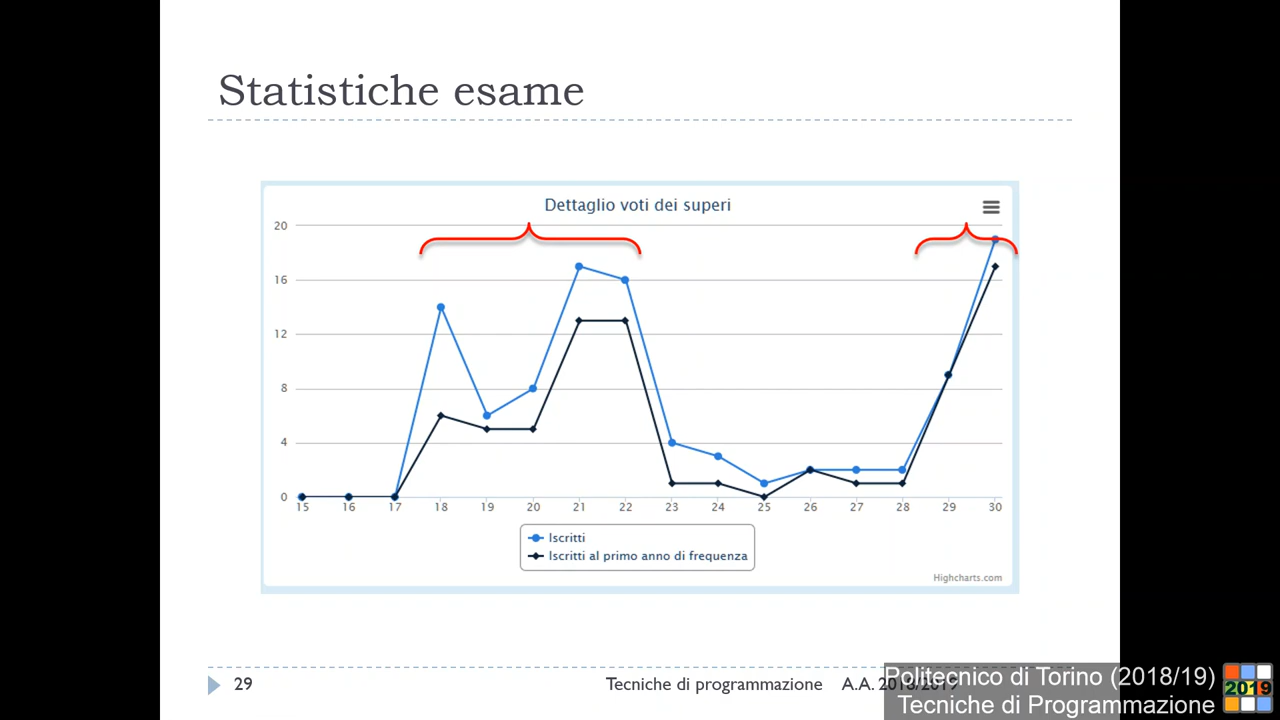 Statistiche esame
Dettaglio voti dei superi
20
16
12
8
4
0
15 16 17 18 19 20 21 22 23 24 25 26 27 28 29 30
Iscritti
Iscritti al primo anno di frequenza
Highcharts.com
29
Tecniche di programmazione A.A. 2018/2019
Politecnico di Torino (2018/19)
Tecniche di Programmazione
2019